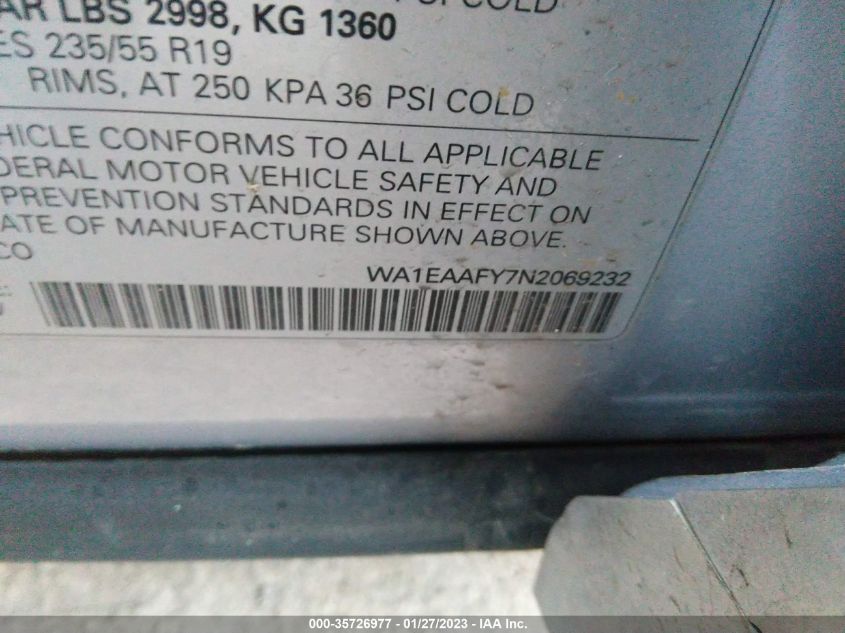 AR LBS 2998, KG 1360
ES 235/55 R19
RIMS, AT 250 KPA 36 PSI COLD
HICLE CONFORMS TO ALL APPLICABLE
DERAL MOTOR VEHICLE SAFETY AND
PREVENTION STANDARDS IN EFFECT ON
ATE OF MANUFACTURE SHOWN ABOVE.
CO
WA1EAAFY7N2069232
000-35726977 - 01/27/2023 - IAA Inc.